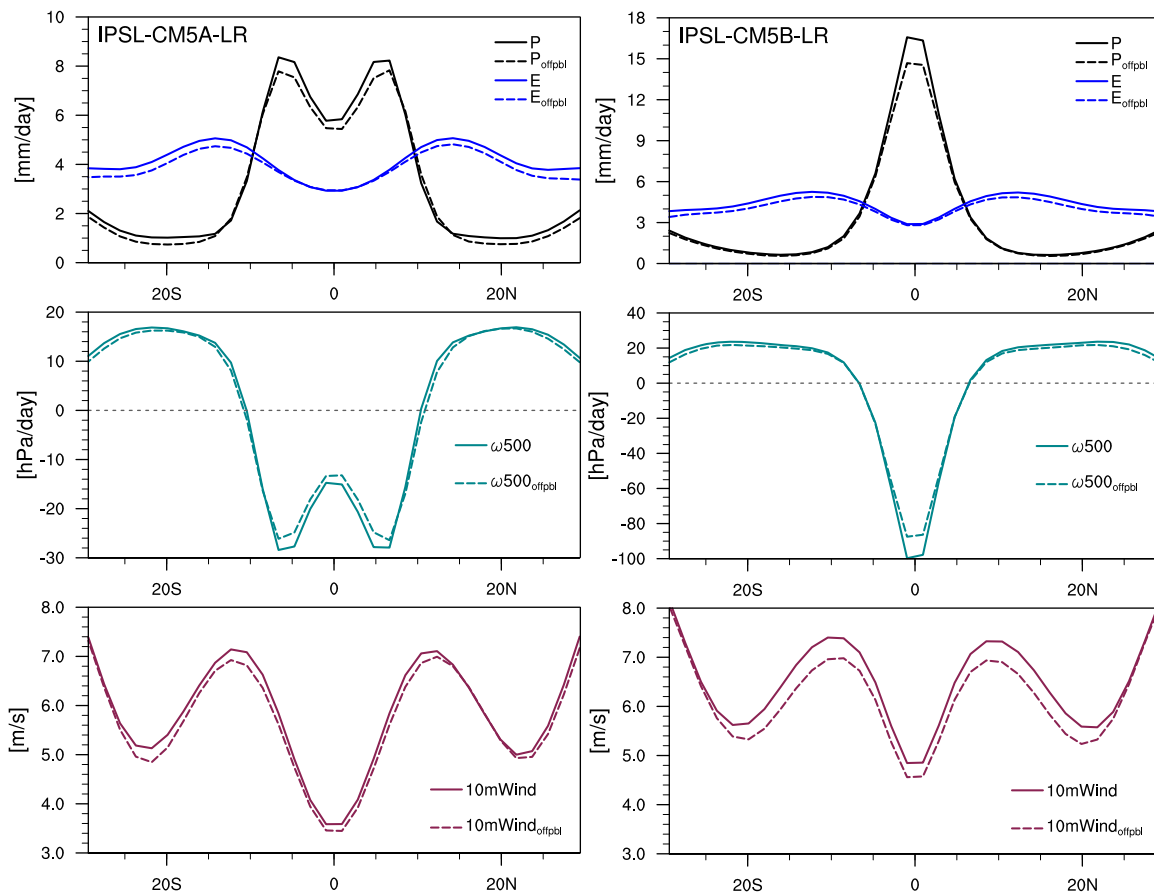 IPSL-CM5A-LR
P
Poffpbl
E
Eoffpbl
[mm/day]
10
8
6
4
2
0
20S 0 20N
IPSL-CM5B-LR
P
Poffpbl
E
Eoffpbl
[mm/day]
18
15
12
9
6
3
0
20S 0 20N
[hPa/day]
20
10
0
-10
-20
-30
ω500
ω500offpbl
20S 0 20N
[hPa/day]
40
20
0
-20
-40
-60
-80
-100
ω500
ω500offpbl
20S 0 20N
[m/s]
8.0
7.0
6.0
5.0
4.0
3.0
10mWind
10mWindoffpbl
20S 0 20N
[m/s]
8.0
7.0
6.0
5.0
4.0
3.0
10mWind
10mWindoffpbl
20S 0 20N